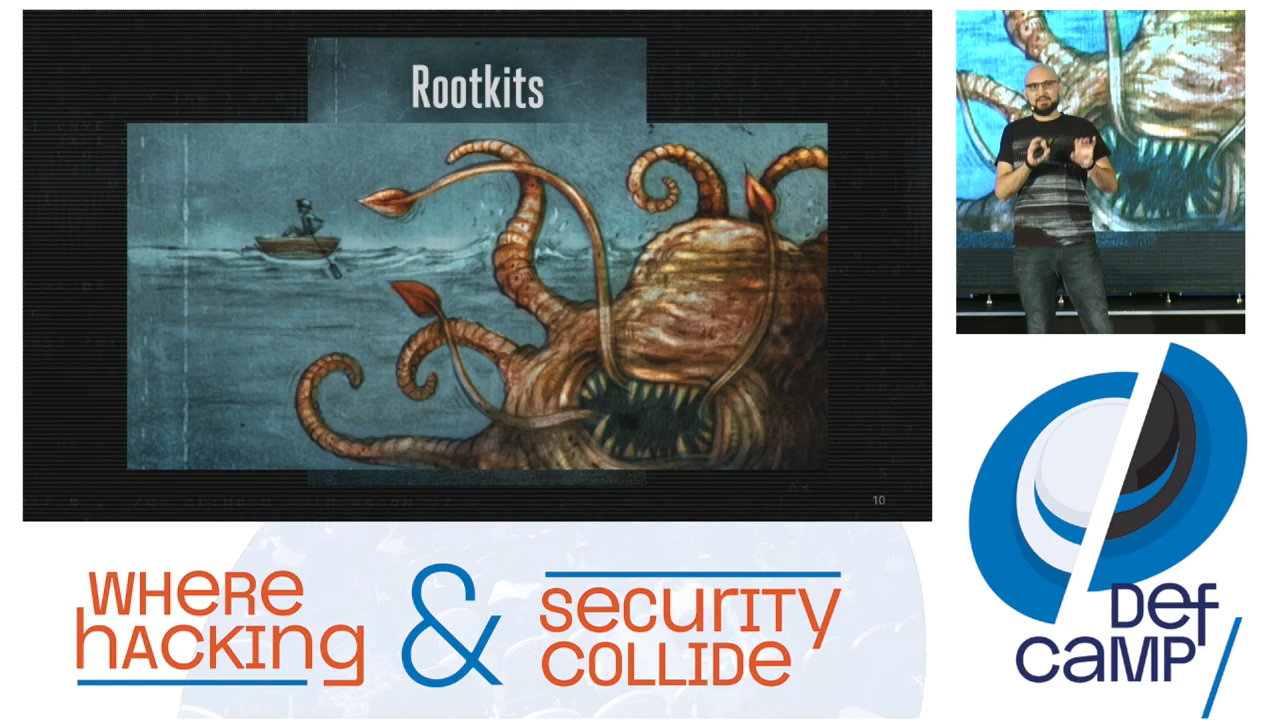 Rootkits
10
WHERE
hACKING
&
securITY
COLLIDE
Def
CAMP